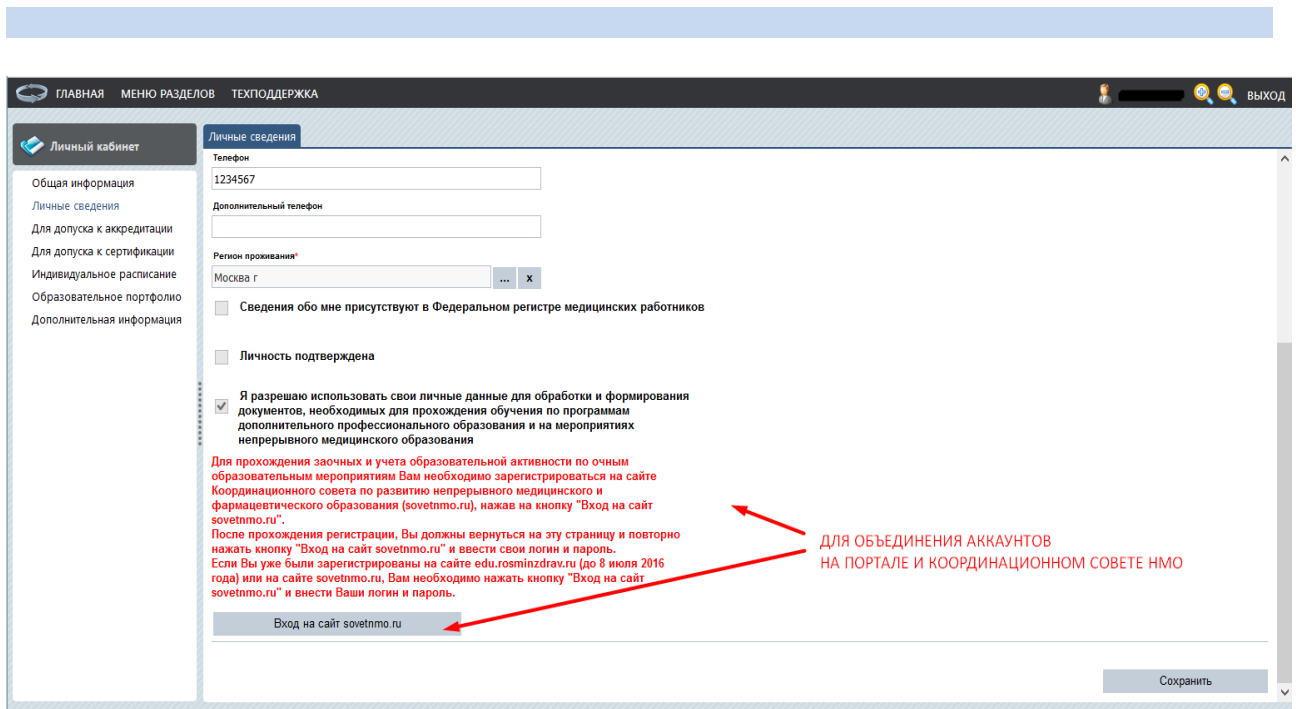 ГЛАВНАЯ МЕНЮ РАЗДЕЛОВ ТЕХПОДДЕРЖКА ВЫХОД
Личный кабинет
Общая информация
Личные сведения
Для допуска к аккредитации
Для допуска к сертификации
Индивидуальное расписание
Образовательное портфолио
Дополнительная информация
Личные сведения
Телефон
1234567
Дополнительный телефон
Регион проживания*
Москва г ... x
Сведения обо мне присутствуют в Федеральном регистре медицинских работников
Личность подтверждена
Я разрешаю использовать свои личные данные для обработки и формирования
документов, необходимых для прохождения обучения по программам
дополнительного профессионального образования и на мероприятиях
непрерывного медицинского образования
Для прохождения заочных и учета образовательной активности по очным
образовательным мероприятиям Вам необходимо зарегистрироваться на сайте
Координационного совета по развитию непрерывного медицинского и
фармацевтического образования (sovetnmo.ru), нажав на кнопку "Вход на сайт
sovetnmo.ru".
После прохождения регистрации, Вы должны вернуться на эту страницу и повторно
нажать кнопку "Вход на сайт sovetnmo.ru" и ввести свои логин и пароль.
Если Вы уже были зарегистрированы на сайте edu.rosminzdrav.ru (до 8 июля 2016
года) или на сайте sovetnmo.ru, Вам необходимо нажать кнопку "Вход на сайт
sovetnmo.ru" и внести Ваши логин и пароль.
ДЛЯ ОБЪЕДИНЕНИЯ АККАУНТОВ
НА ПОРТАЛЕ И КООРДИНАЦИОННОМ СОВЕТЕ НМО
Вход на сайт sovetnmo.ru
Сохранить